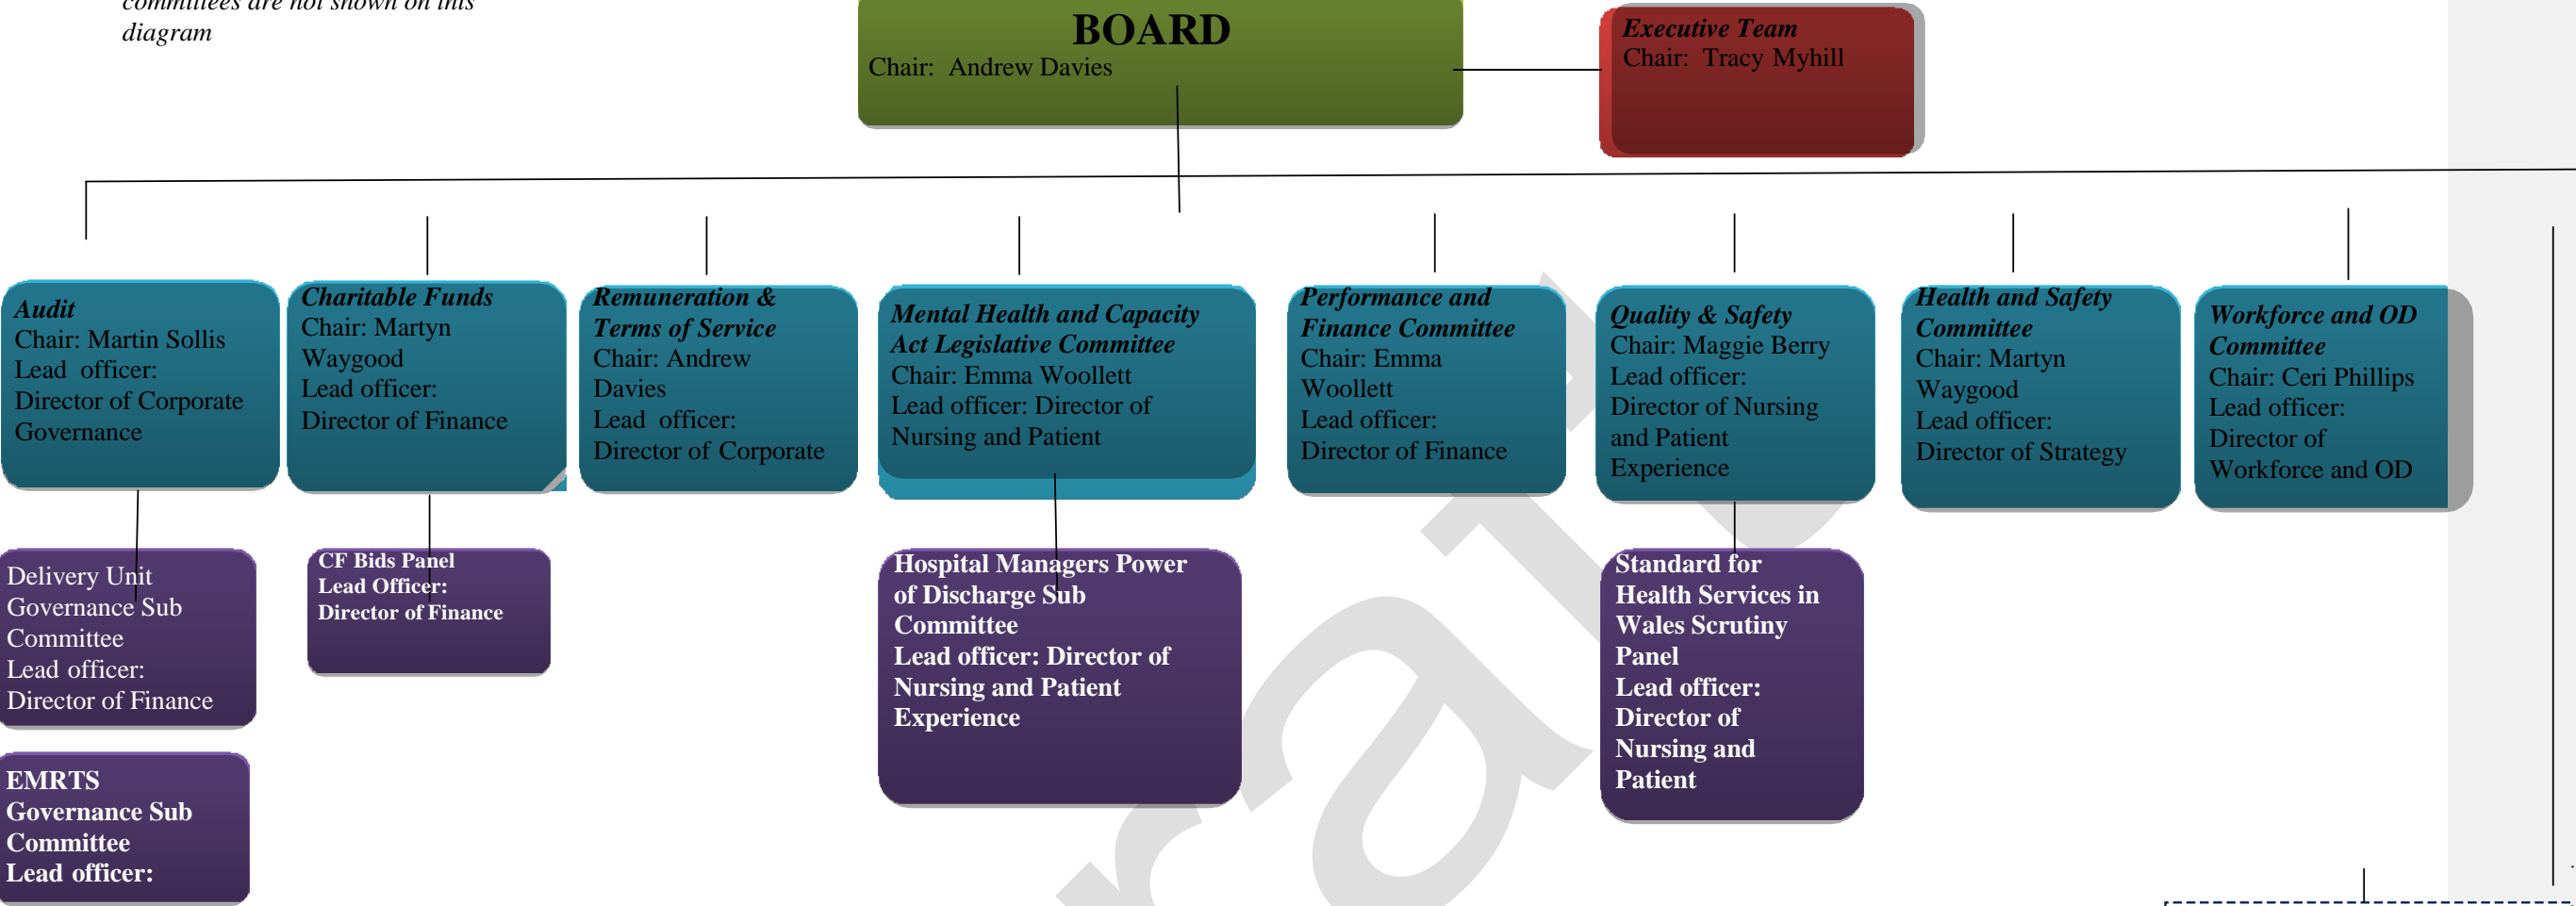 committees are not shown on this
diagram
BOARD
Chair: Andrew Davies
Executive Team
Chair: Tracy Myhill
Audit
Chair: Martin Sollis
Lead officer:
Director of Corporate
Governance
Charitable Funds
Chair: Martyn
Waygood
Lead officer:
Director of Finance
Remuneration &
Terms of Service
Chair: Andrew
Davies
Lead officer:
Director of Corporate
Mental Health and Capacity
Act Legislative Committee
Chair: Emma Woollett
Lead officer: Director of
Nursing and Patient
Performance and
Finance Committee
Chair: Emma
Woollett
Lead officer:
Director of Finance
Quality & Safety
Chair: Maggie Berry
Lead officer:
Director of Nursing
and Patient
Experience
Health and Safety
Committee
Chair: Martyn
Waygood
Lead officer:
Director of Strategy
Workforce and OD
Committee
Chair: Ceri Phillips
Lead officer:
Director of
Workforce and OD
Delivery Unit
Governance Sub
Committee
Lead officer:
Director of Finance
CF Bids Panel
Lead Officer:
Director of Finance
Hospital Managers Power
of Discharge Sub
Committee
Lead officer: Director of
Nursing and Patient
Experience
Standard for
Health Services in
Wales Scrutiny
Panel
Lead officer:
Director of
Nursing and
Patient
EMRTS
Governance Sub
Committee
Lead officer: